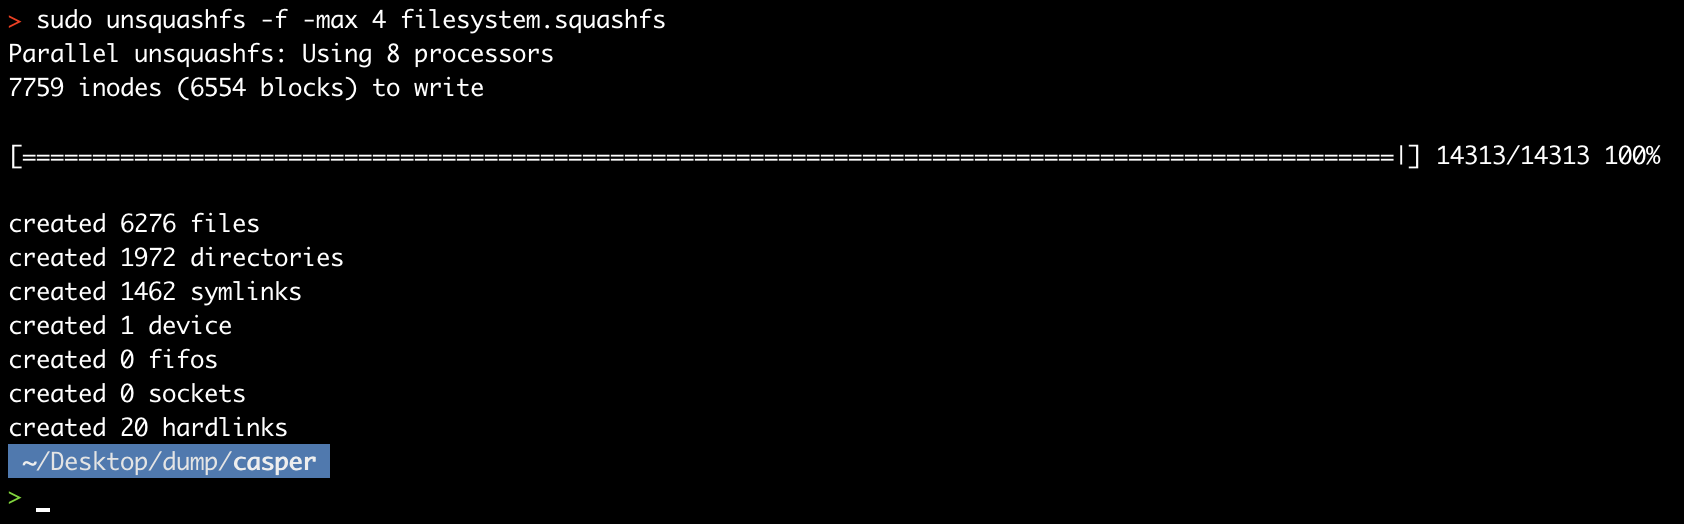 > sudo unsquashfs -f -max 4 filesystem.squashfs
Parallel unsquashfs: Using 8 processors
7759 inodes (6554 blocks) to write
[==================================================================================================|] 14313/14313 100%
created 6276 files
created 1972 directories
created 1462 symlinks
created 1 device
created 0 fifos
created 0 sockets
created 20 hardlinks
~/Desktop/dump/casper
> _